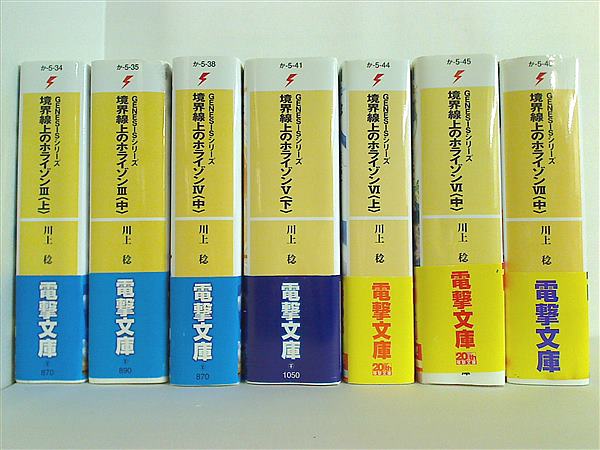 か-5-34
GENESISシリーズ
境界線上のホライゾンIII〈上〉
川上 稔
電撃文庫
870
か-5-35
GENESISシリーズ
境界線上のホライゾンIII〈中〉
川上 稔
電撃文庫
890
か-5-38
GENESISシリーズ
境界線上のホライゾンIV〈中〉
川上 稔
電撃文庫
870
か-5-41
GENESISシリーズ
境界線上のホライゾンV〈下〉
川上 稔
電撃文庫
1050
か-5-44
GENESISシリーズ
境界線上のホライゾンVI〈上〉
川上 稔
電撃文庫
20th
電撃文庫
か-5-45
GENESISシリーズ
境界線上のホライゾンVI〈中〉
川上 稔
電撃文庫
20th
電撃文庫
GENESISシリーズ
境界線上のホライゾンVII〈中〉
川上 稔
電撃文庫